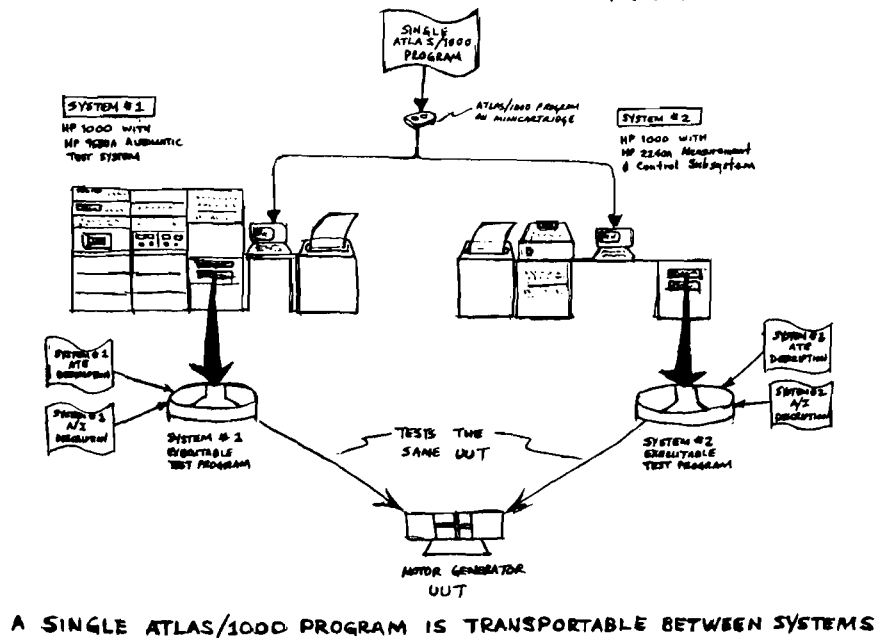 SINGLE
ATLAS/1000
PROGRAM
ATLAS/1000 PROGRAM
ON MINICARTRIDGE
SYSTEM #1
HP 1000 WITH
HP 9580A AUTOMATIC
TEST SYSTEM
SYSTEM #2
HP 1000 WITH
HP 2240A Measurement
& Control Subsystem
SYSTEM #1
ATE
DESCRIPTION
SYSTEM #1
A/I
DESCRIPTION
SYSTEM #1
EXECUTABLE
TEST PROGRAM
TESTS THE
SAME UUT
SYSTEM #2
ATE
DESCRIPTION
SYSTEM #2
A/I
DESCRIPTION
SYSTEM #2
EXECUTABLE
TEST PROGRAM
MOTOR GENERATOR
UUT
A SINGLE ATLAS/1000 PROGRAM IS TRANSPORTABLE BETWEEN SYSTEMS